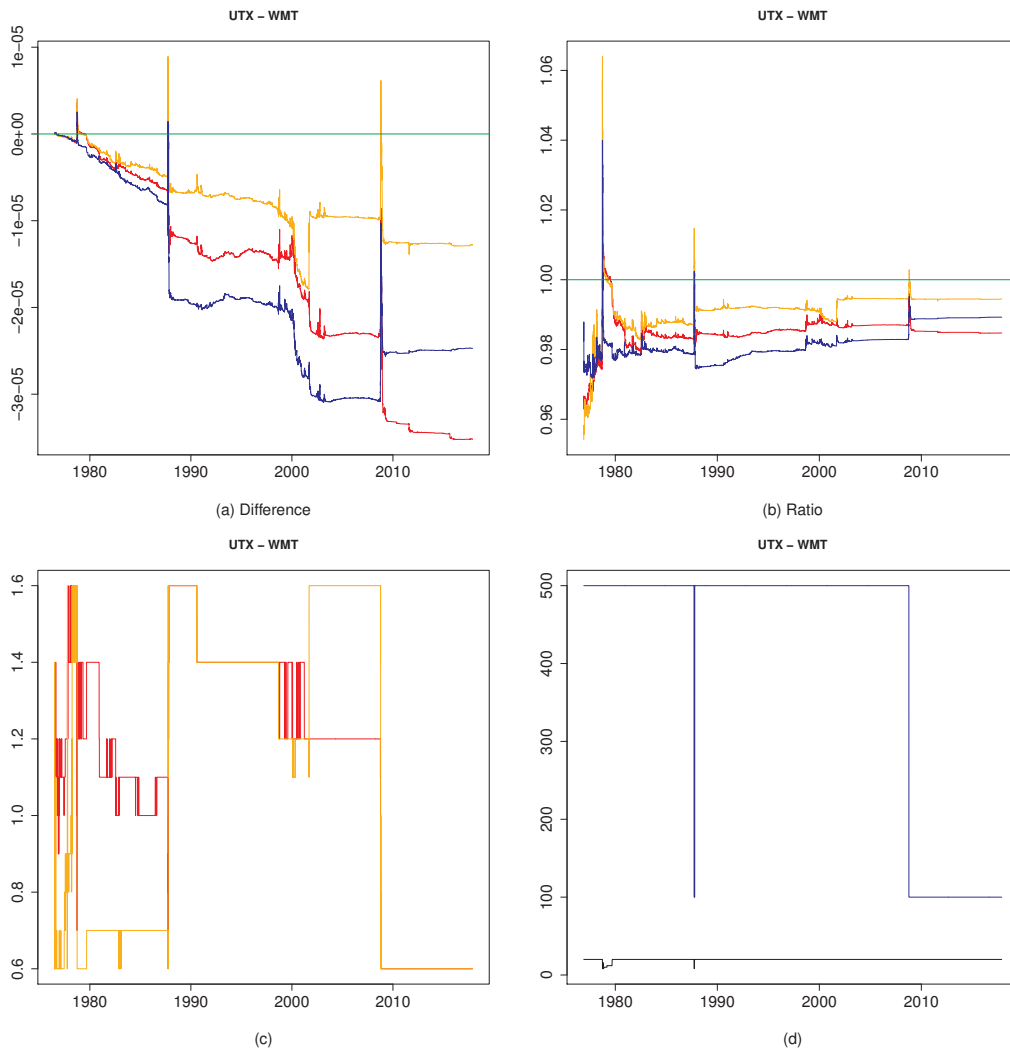 UTX − WMT
1e−05
0e+00
−1e−05
−2e−05
−3e−05
1980 1990 2000 2010
(a) Difference
UTX − WMT
1.06
1.04
1.02
1.00
0.98
0.96
1980 1990 2000 2010
(b) Ratio
UTX − WMT
1.6
1.4
1.2
1.0
0.8
0.6
1980 1990 2000 2010
(c)
UTX − WMT
500
400
300
200
100
0
1980 1990 2000 2010
(d)